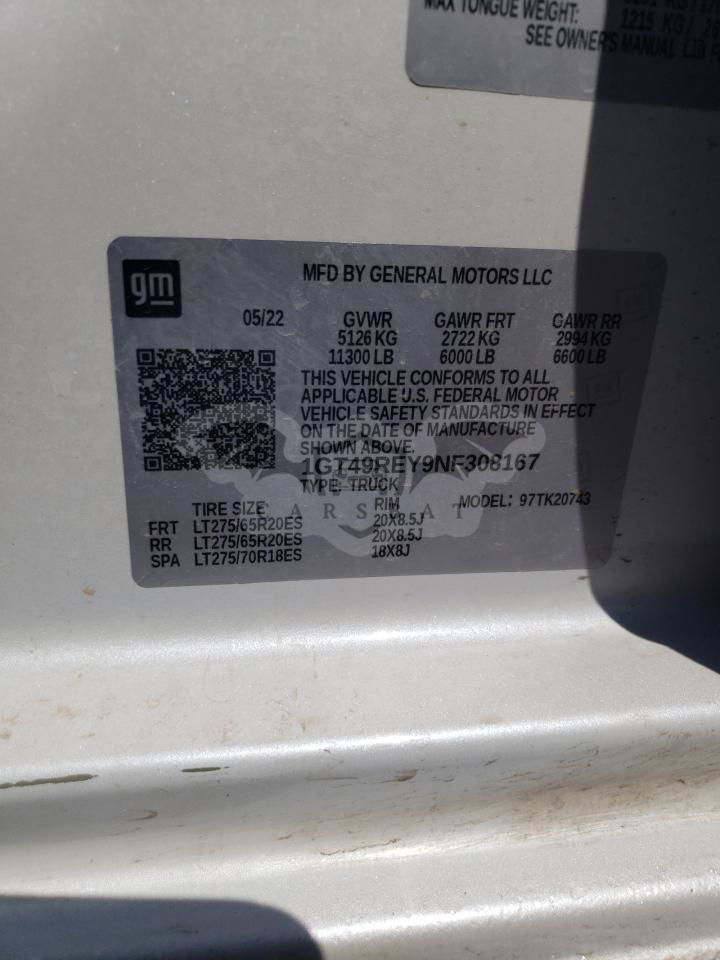 MAX TONGUE WEIGHT:
1215 KG/
SEE OWNER'S MANUAL
gm
MFD BY GENERAL MOTORS LLC
05/22 GVWR GAWR FRT GAWR RR
5126 KG 2722 KG 2994 KG
11300 LB 6000 LB 6600 LB
THIS VEHICLE CONFORMS TO ALL
APPLICABLE U.S. FEDERAL MOTOR
VEHICLE SAFETY STANDARDS IN EFFECT
ON THE DATE OF MANUFACTURE
SHOWN ABOVE.
1GT49REY9NF308167
TYPE: TRUCK
TIRE SIZE RIM MODEL: 97TK20743
FRT LT275/65R20ES 20X8.5J
RR LT275/65R20ES 20X8.5J
SPA LT275/70R18ES 18X8J